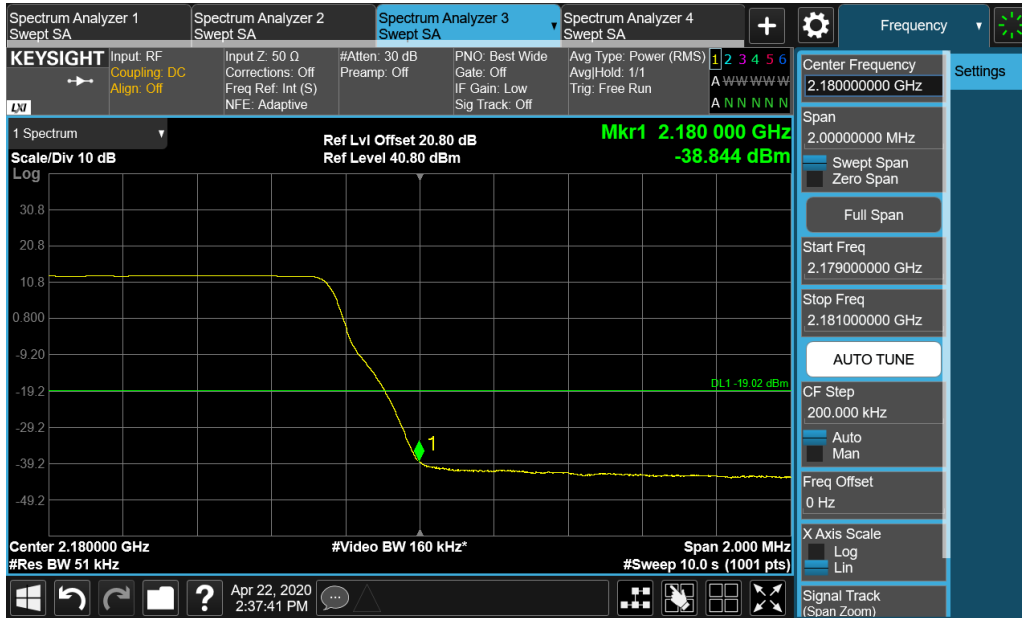 Spectrum Analyzer 1
Swept SA
Spectrum Analyzer 2
Swept SA
Spectrum Analyzer 3
Swept SA
Spectrum Analyzer 4
Swept SA
Frequency
KEYSIGHT
LXI
Input: RF
Coupling: DC
Align: Off
Input Z: 50 Ω
Corrections: Off
Freq Ref: Int (S)
NFE: Adaptive
#Atten: 30 dB
Preamp: Off
PNO: Best Wide
Gate: Off
IF Gain: Low
Sig Track: Off
Avg Type: Power (RMS)
Avg|Hold: 1/1
Trig: Free Run
1 2 3 4 5 6
A W W W W W
A N N N N N
1 Spectrum
Scale/Div 10 dB
Log
Ref Lvl Offset 20.80 dB
Ref Level 40.80 dBm
Mkr1 2.180 000 GHz
-38.844 dBm
30.8
20.8
10.8
0.800
-9.20
-19.2
-29.2
-39.2
-49.2
DL1 -19.02 dBm
1
Center 2.180000 GHz
#Res BW 51 kHz
#Video BW 160 kHz*
Span 2.000 MHz
#Sweep 10.0 s (1001 pts)
Center Frequency
2.180000000 GHz
Settings
Span
2.00000000 MHz
Swept Span
Zero Span
Full Span
Start Freq
2.179000000 GHz
Stop Freq
2.181000000 GHz
AUTO TUNE
CF Step
200.000 kHz
Auto
Man
Freq Offset
0 Hz
X Axis Scale
Log
Lin
Signal Track
(Span Zoom)
?
Apr 22, 2020
2:37:41 PM